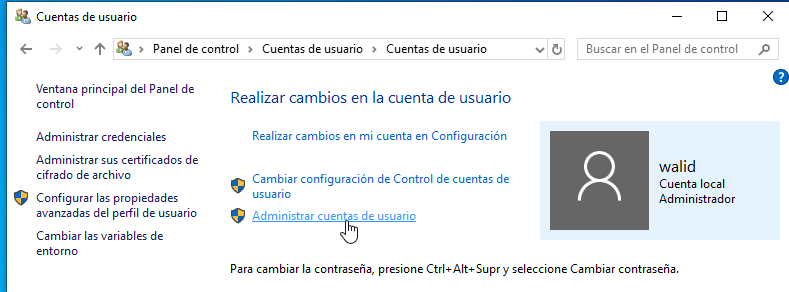 Cuentas de usuario
Panel de control
Cuentas de usuario
Cuentas de usuario
Buscar en el Panel de control
?
Ventana principal del Panel de
control
Administrar credenciales
Administrar sus certificados de
cifrado de archivo
Configurar las propiedades
avanzadas del perfil de usuario
Cambiar las variables de
entorno
Realizar cambios en la cuenta de usuario
Realizar cambios en mi cuenta en Configuración
Cambiar configuración de Control de cuentas de
usuario
Administrar cuentas de usuario
walid
Cuenta local
Administrador
Para cambiar la contraseña, presione Ctrl+Alt+Supr y seleccione Cambiar contraseña.